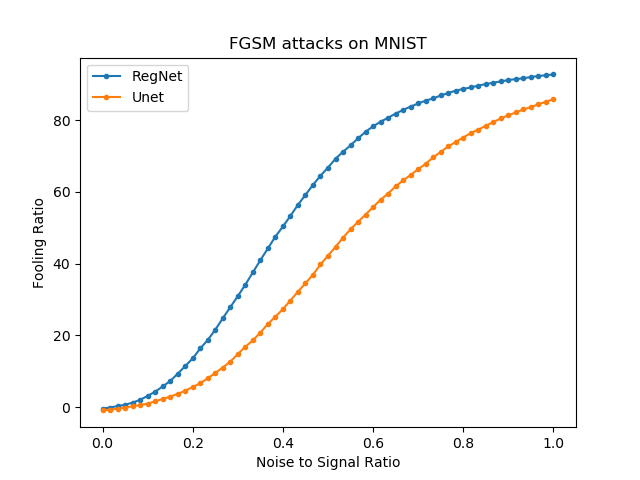 FGSM attacks on MNIST
RegNet
Unet
Fooling Ratio
80
60
40
20
0
0.0 0.2 0.4 0.6 0.8 1.0
Noise to Signal Ratio